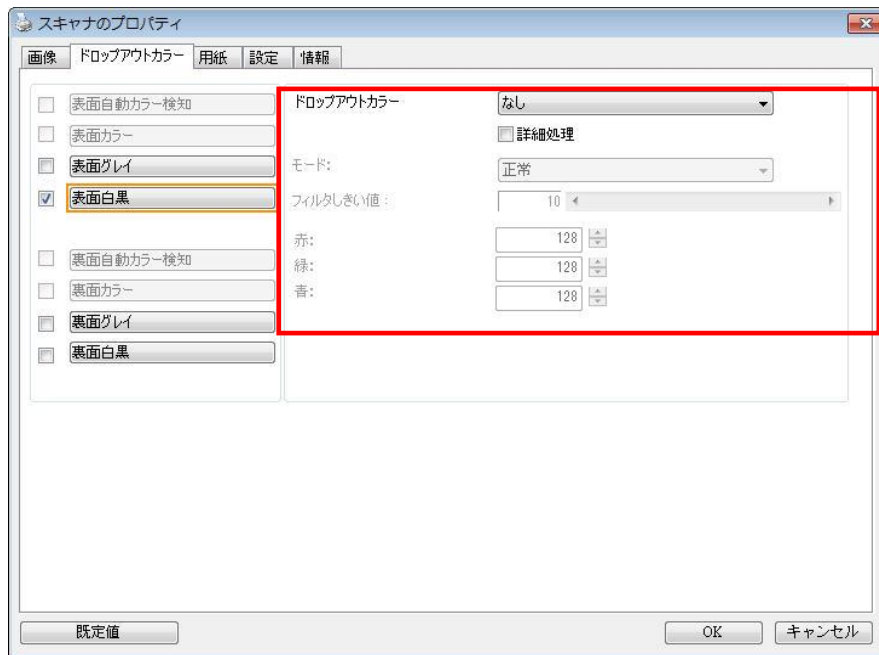 スキャナのプロパティ
画像 ドロップアウトカラー 用紙 設定 情報
表面自動カラー検知
表面カラー
表面グレイ
表面白黒
裏面自動カラー検知
裏面カラー
裏面グレイ
裏面白黒
ドロップアウトカラー なし
詳細処理
モード: 正常
フィルタしきい値: 10
赤: 128
緑: 128
青: 128
既定値 OK キャンセル